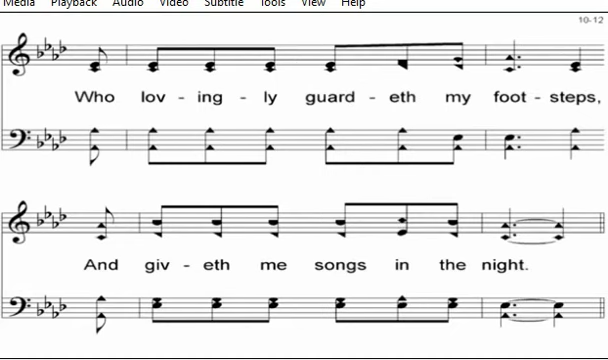 Media Playback Audio Video Subtitle Tools View Help
10-12
Who lov - ing - ly guard - eth my foot - steps,
And giv - eth me songs in the night.